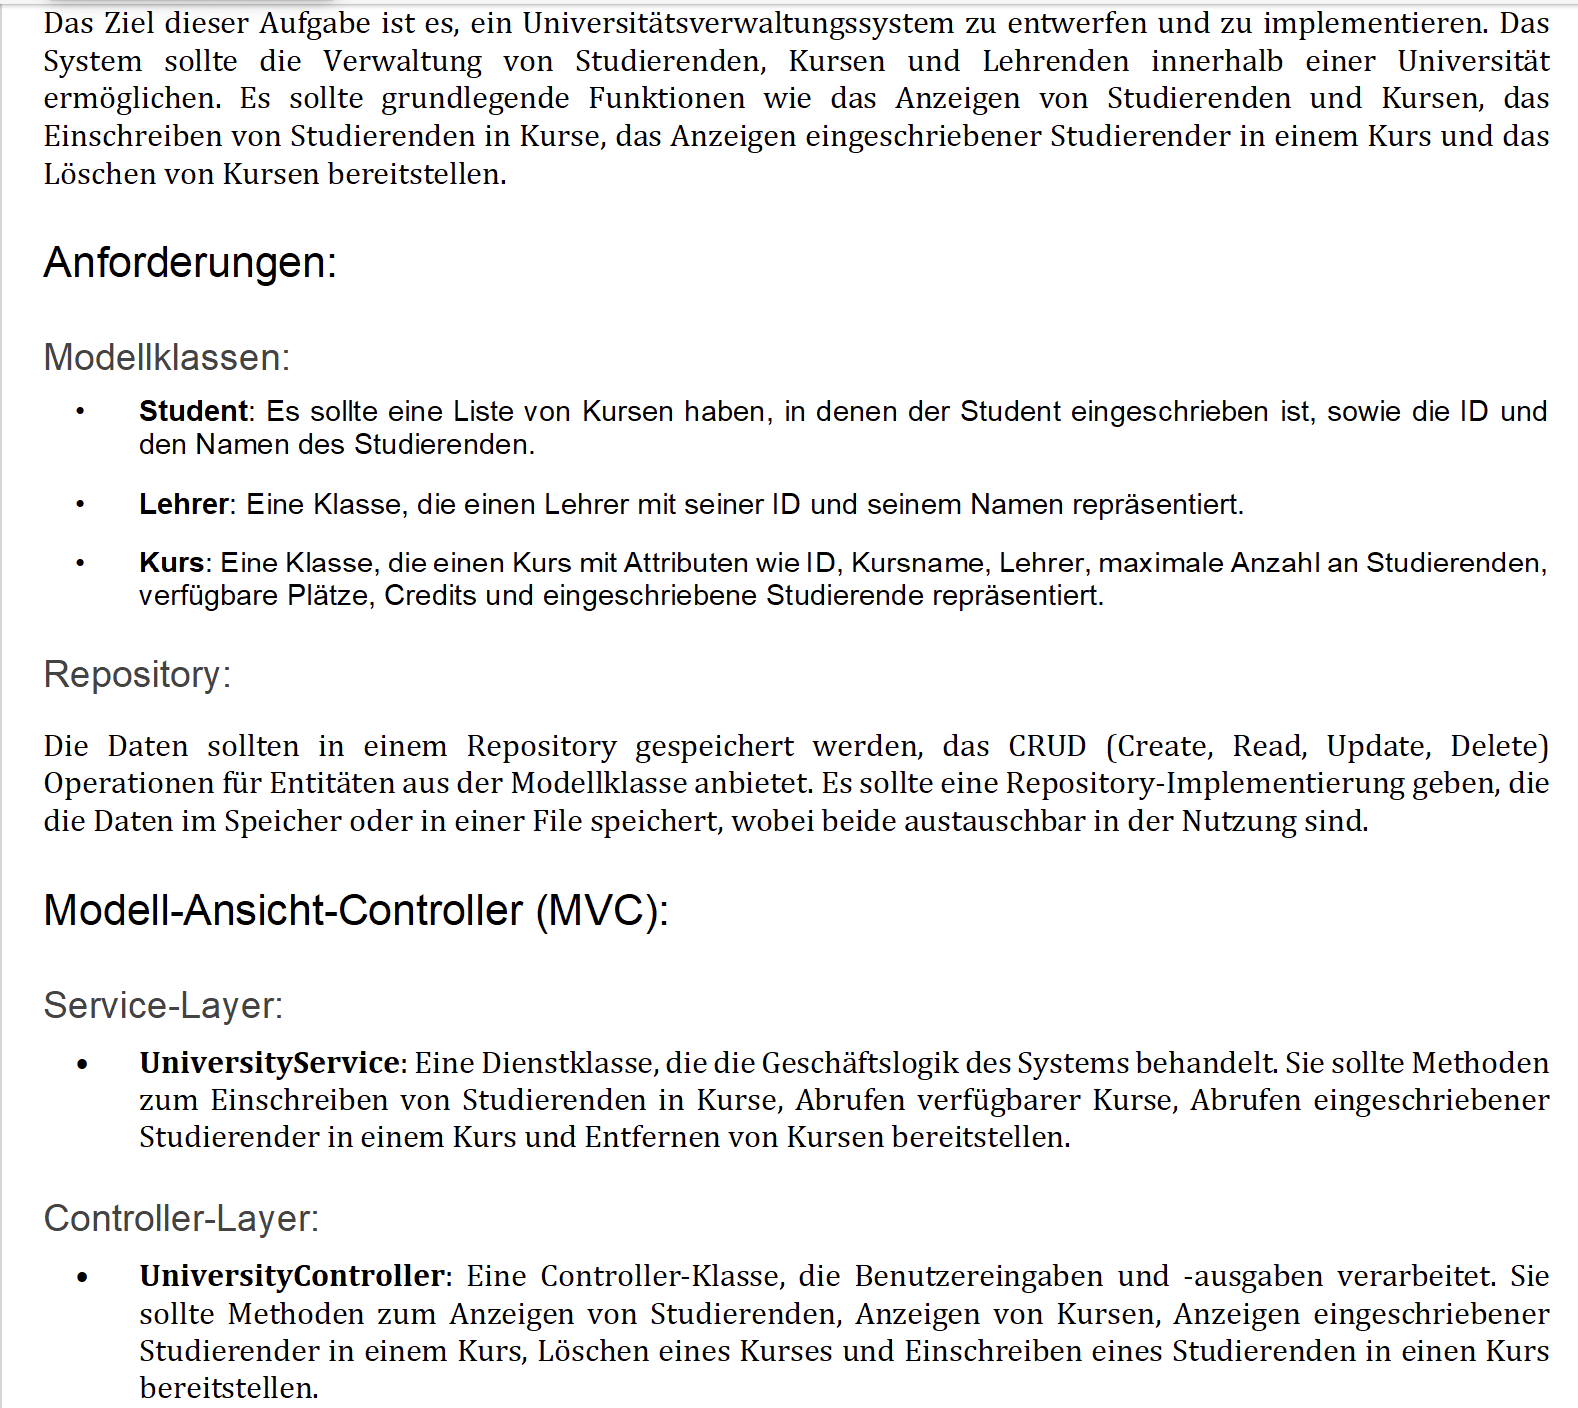 Das Ziel dieser Aufgabe ist es, ein Universitätsverwaltungssystem zu entwerfen und zu implementieren. Das
System sollte die Verwaltung von Studierenden, Kursen und Lehrenden innerhalb einer Universität
ermöglichen. Es sollte grundlegende Funktionen wie das Anzeigen von Studierenden und Kursen, das
Einschreiben von Studierenden in Kurse, das Anzeigen eingeschriebener Studierender in einem Kurs und das
Löschen von Kursen bereitstellen.
Anforderungen:
Modellklassen:
• Student: Es sollte eine Liste von Kursen haben, in denen der Student eingeschrieben ist, sowie die ID und
den Namen des Studierenden.
• Lehrer: Eine Klasse, die einen Lehrer mit seiner ID und seinem Namen repräsentiert.
• Kurs: Eine Klasse, die einen Kurs mit Attributen wie ID, Kursname, Lehrer, maximale Anzahl an Studierenden,
verfügbare Plätze, Credits und eingeschriebene Studierende repräsentiert.
Repository:
Die Daten sollten in einem Repository gespeichert werden, das CRUD (Create, Read, Update, Delete)
Operationen für Entitäten aus der Modellklasse anbietet. Es sollte eine Repository-Implementierung geben, die
die Daten im Speicher oder in einer File speichert, wobei beide austauschbar in der Nutzung sind.
Modell-Ansicht-Controller (MVC):
Service-Layer:
• UniversityService: Eine Dienstklasse, die die Geschäftslogik des Systems behandelt. Sie sollte Methoden
zum Einschreiben von Studierenden in Kurse, Abrufen verfügbarer Kurse, Abrufen eingeschriebener
Studierender in einem Kurs und Entfernen von Kursen bereitstellen.
Controller-Layer:
• UniversityController: Eine Controller-Klasse, die Benutzereingaben und -ausgaben verarbeitet. Sie
sollte Methoden zum Anzeigen von Studierenden, Anzeigen von Kursen, Anzeigen eingeschriebener
Studierender in einem Kurs, Löschen eines Kurses und Einschreiben eines Studierenden in einen Kurs
bereitstellen.